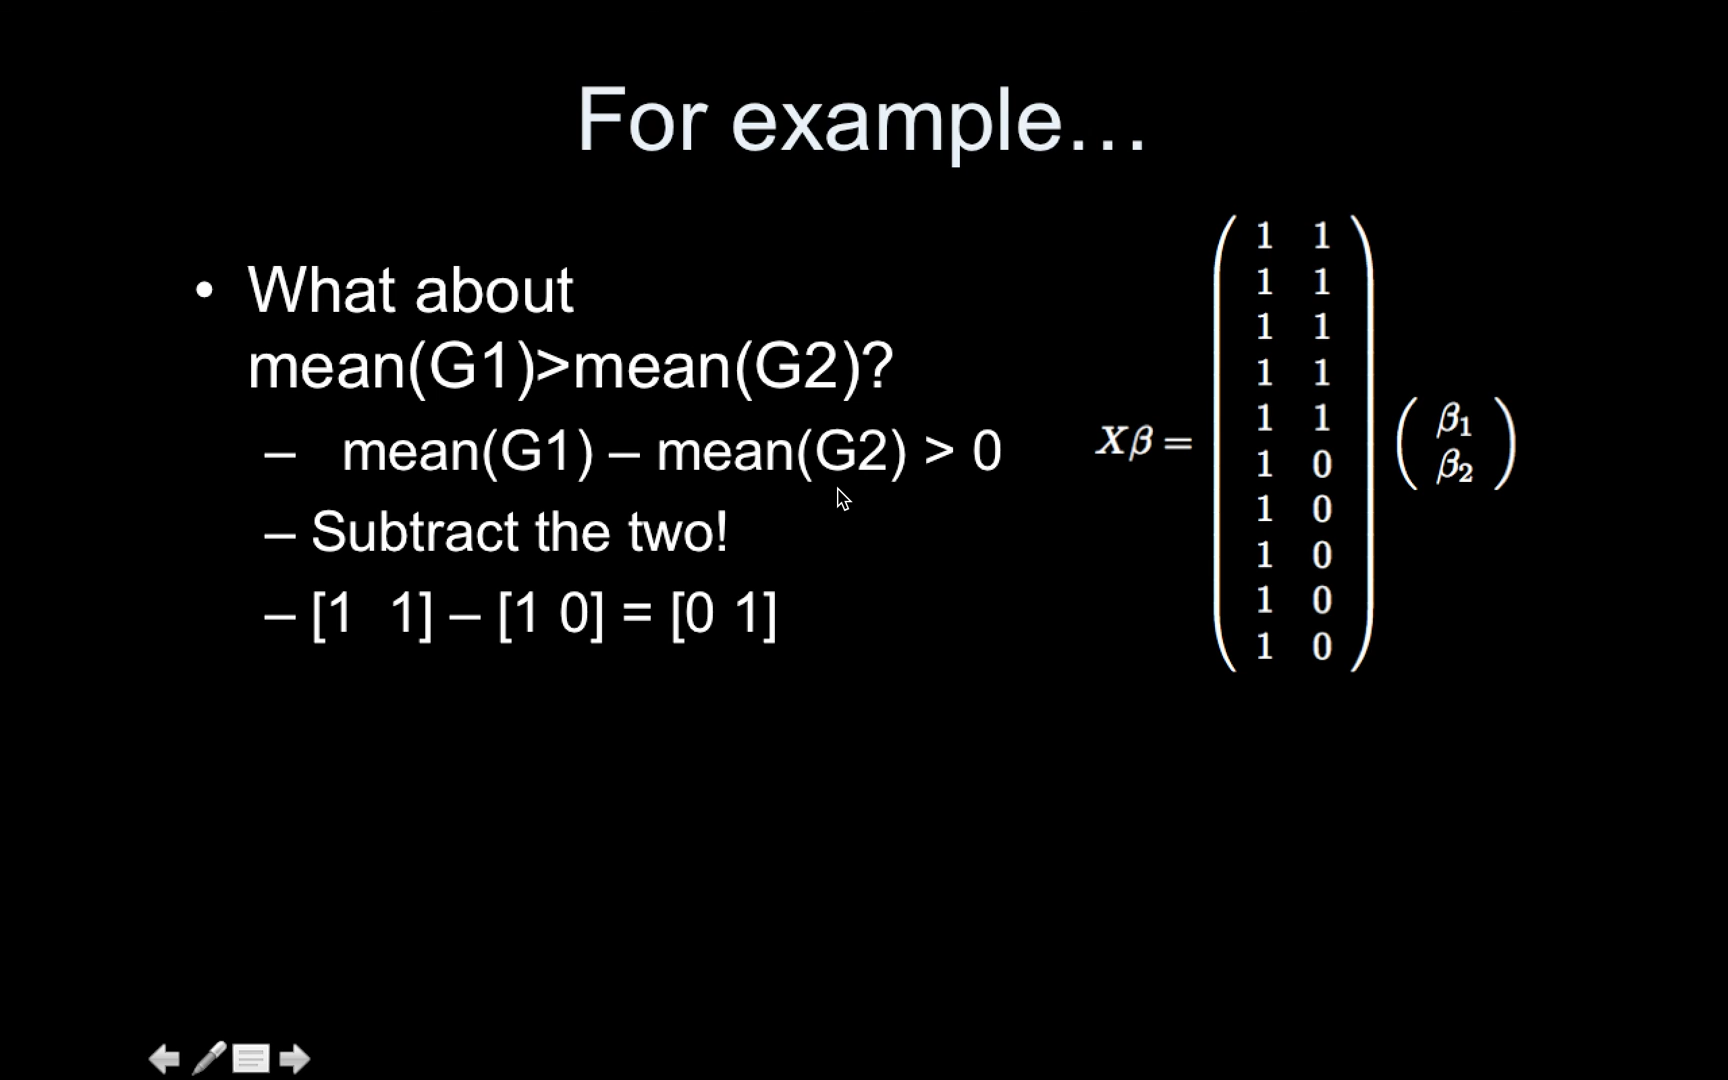 For example…
• What about
mean(G1)>mean(G2)?
– mean(G1) – mean(G2) > 0
– Subtract the two!
– [1 1] – [1 0] = [0 1]
Xβ =
1 1
1 1
1 1
1 1
1 1
1 0
1 0
1 0
1 0
1 0
β₁
β₂